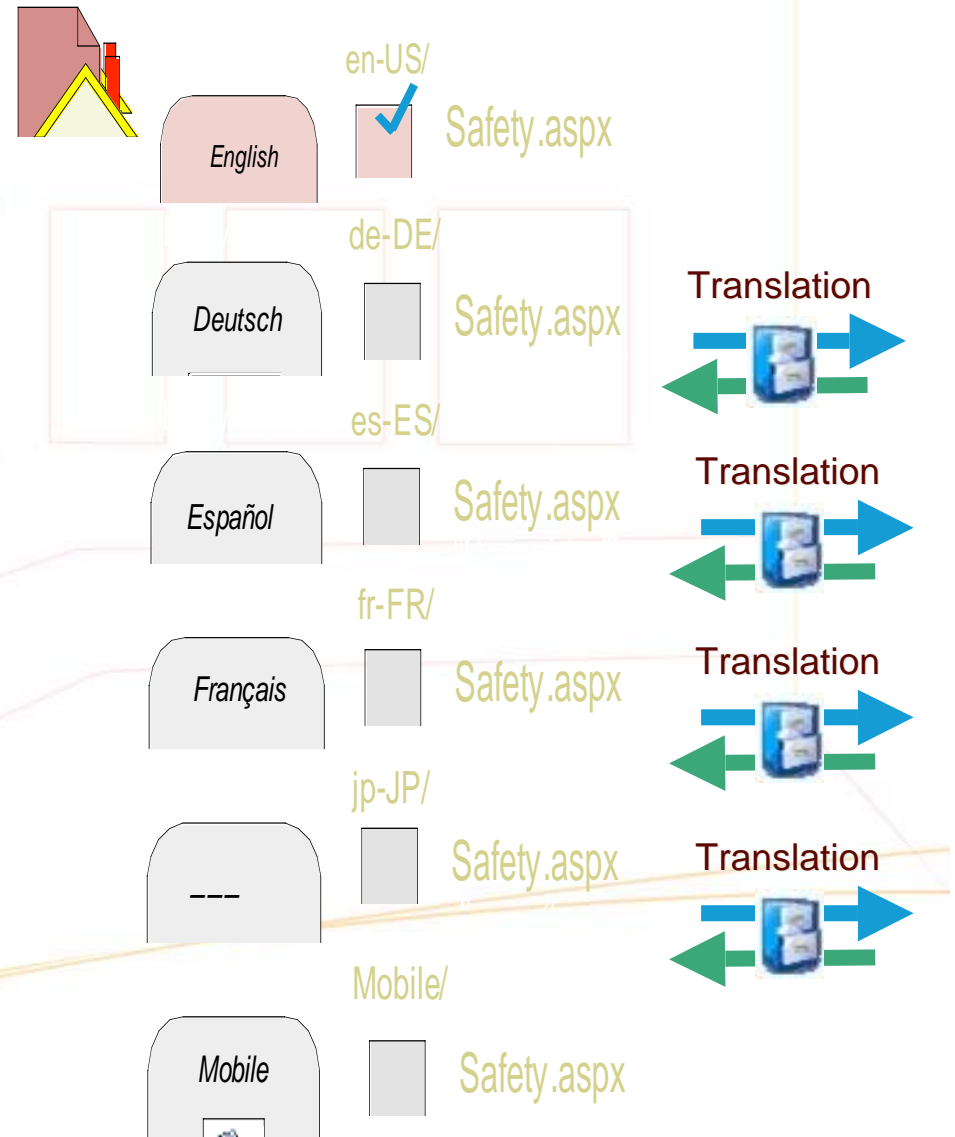 en-US/
English
Safety.aspx
de-DE/
Deutsch
Safety.aspx
Translation
es-ES/
Español
Safety.aspx
Translation
fr-FR/
Français
Safety.aspx
Translation
jp-JP/
___
Safety.aspx
Translation
Mobile/
Mobile
Safety.aspx